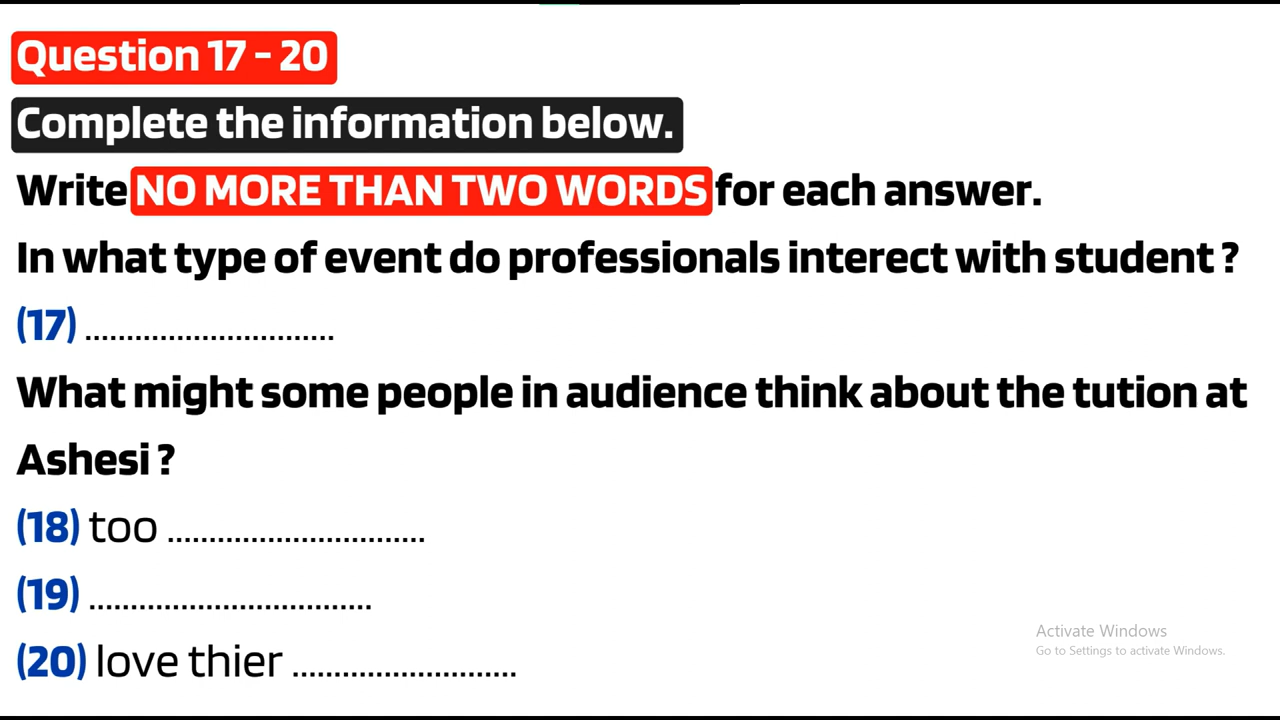 Question 17 - 20
Complete the information below.
Write NO MORE THAN TWO WORDS for each answer.
In what type of event do professionals interect with student ?
(17) ..............................
What might some people in audience think about the tution at
Ashesi ?
(18) too ...............................
(19) ..................................
(20) love thier ...........................
Activate Windows
Go to Settings to activate Windows.